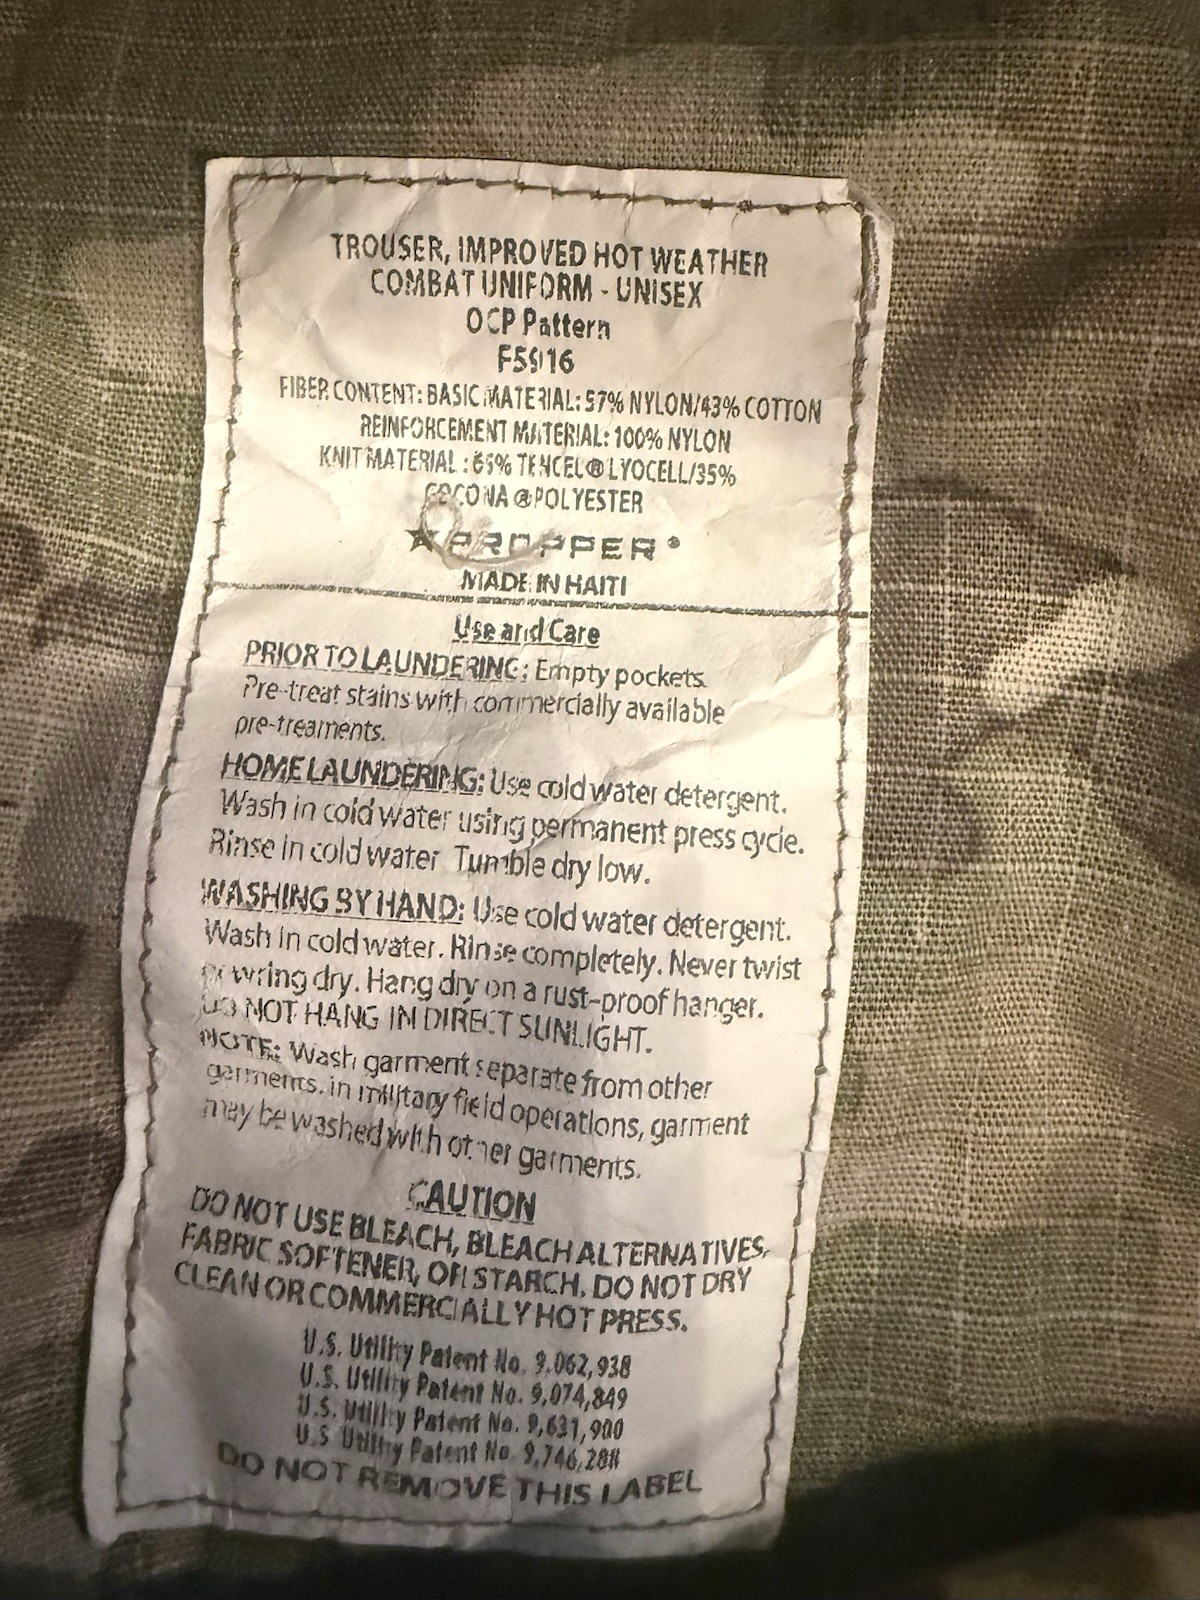 TROUSER, IMPROVED HOT WEATHER
COMBAT UNIFORM - UNISEX
OCP Pattern
F5916
FIBER CONTENT: BASIC MATERIAL: 57% NYLON/43% COTTON
REINFORCEMENT MATERIAL: 100% NYLON
KNIT MATERIAL : 65% TENCEL® LYOCELL/35%
COCONA ® POLYESTER
PROPPER®
MADE IN HAITI
Use and Care
PRIOR TO LAUNDERING: Empty pockets.
Pre-treat stains with commercially available
pre-treaments.
HOME LAUNDERING: Use cold water detergent.
Wash in cold water using permanent press cycle.
Rinse in cold water Tumble dry low.
WASHING BY HAND: Use cold water detergent.
Wash in cold water. Rinse completely. Never twist
or wring dry. Hang dry on a rust-proof hanger.
DO NOT HANG IN DIRECT SUNLIGHT.
NOTE: Wash garment separate from other
garments. in military field operations, garment
may be washed with other garments.
CAUTION
DO NOT USE BLEACH, BLEACH ALTERNATIVES,
FABRIC SOFTENER, OR STARCH. DO NOT DRY
CLEAN OR COMMERCIALLY HOT PRESS.
U.S. Utility Patent No. 9,062,938
U.S. Utility Patent No. 9,074,849
U.S. Utility Patent No. 9,631,900
U.S Utility Patent No 9,746,288
DO NOT REMOVE THIS LABEL